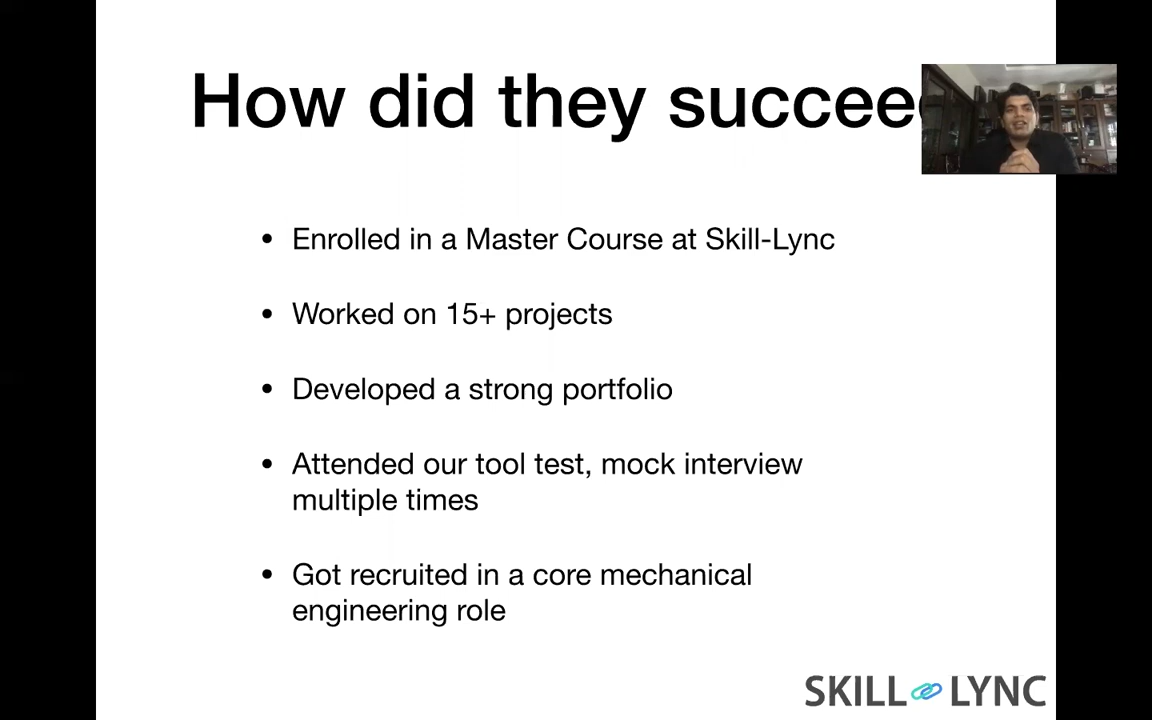 How did they succee
• Enrolled in a Master Course at Skill-Lync
• Worked on 15+ projects
• Developed a strong portfolio
• Attended our tool test, mock interview
multiple times
• Got recruited in a core mechanical
engineering role
SKILL LYNC